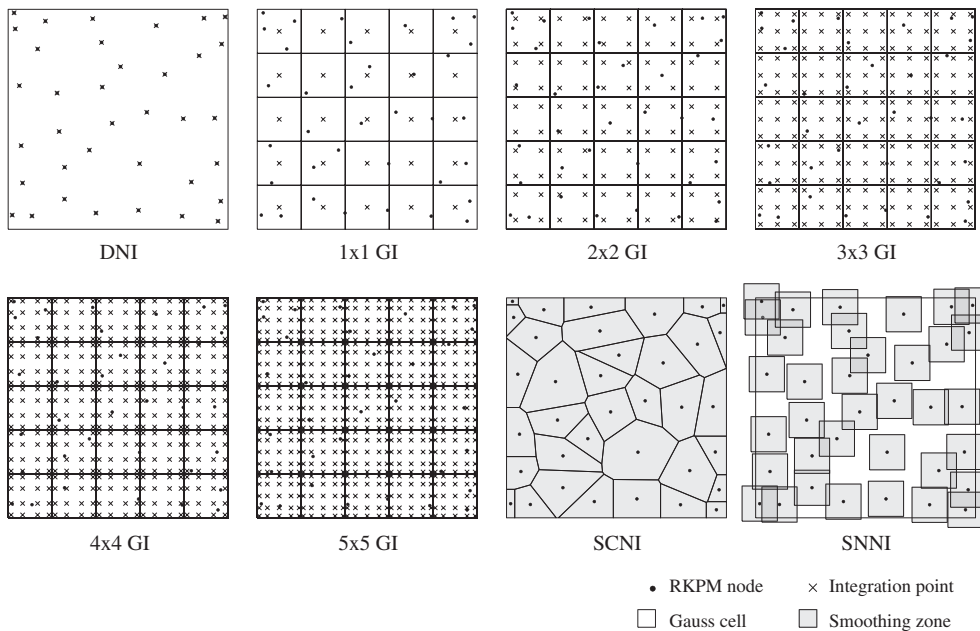 DNI
1x1 GI
2x2 GI
3x3 GI
4x4 GI
5x5 GI
SCNI
SNNI
RKPM node
Integration point
Gauss cell
Smoothing zone